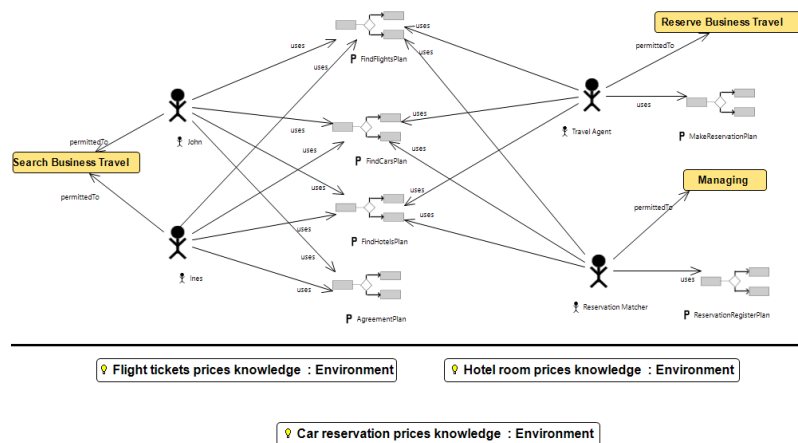 Reserve Business Travel
permittedTo
uses
uses
uses
FindFlightsPlan
uses
uses
uses
MakeReservationPlan
Travel Agent
permittedTo
John
uses
uses
FindCarsPlan
Search Business Travel
uses
uses
Managing
permittedTo
uses
uses
uses
permittedTo
uses
uses
FindHotelsPlan
uses
uses
Ines
uses
uses
Reservation Matcher
ReservationRegisterPlan
AgreementPlan
Flight tickets prices knowledge : Environment
Hotel room prices knowledge : Environment
Car reservation prices knowledge : Environment